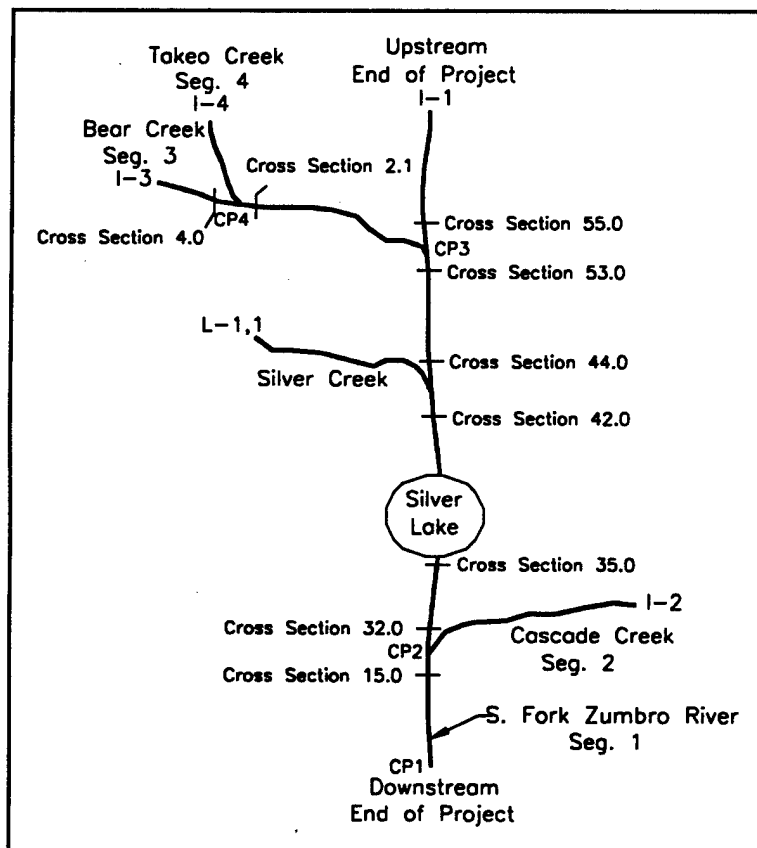 Takeo Creek
Seg. 4
I-4
Upstream
End of Project
I-1
Bear Creek
Seg. 3
I-3
Cross Section 2.1
CP4
Cross Section 4.0
Cross Section 55.0
CP3
Cross Section 53.0
L-1,1
Silver Creek
Cross Section 44.0
Cross Section 42.0
Silver
Lake
Cross Section 35.0
I-2
Cross Section 32.0
Cascade Creek
Seg. 2
CP2
Cross Section 15.0
S. Fork Zumbro River
Seg. 1
CP1
Downstream
End of Project